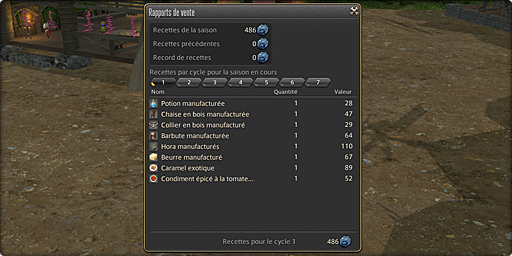 Rapports de vente
Recettes de la saison 486
Recettes précédentes 0
Record de recettes 0
Recettes par cycle pour la saison en cours
1 2 3 4 5 6 7
Nom Quantité Valeur
Potion manufacturée 1 28
Chaise en bois manufacturée 1 47
Collier en bois manufacturé 1 29
Barbute manufacturée 1 64
Hora manufacturés 1 110
Beurre manufacturé 1 67
Caramel exotique 1 89
Condiment épicé à la tomate... 1 52
Recettes pour le cycle 1 486